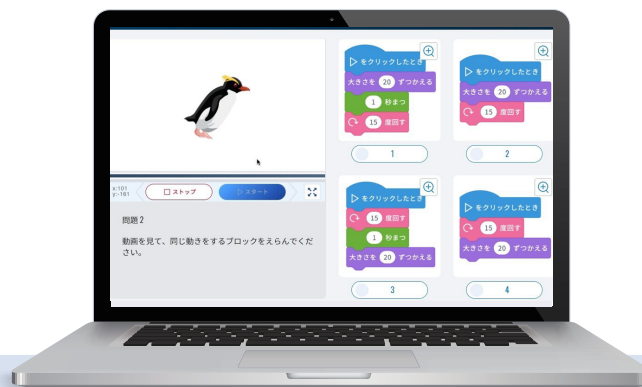 x:101
y:-181
ストップ
スタート
問題2
動画を見て、同じ動きをするブロックをえらんでくだ
さい。
をクリックしたとき
大きさを 20 ずつかえる
1 秒まつ
15 度回す
1
をクリックしたとき
大きさを 20 ずつかえる
15 度回す
2
をクリックしたとき
15 度回す
1 秒まつ
大きさを 20 ずつかえる
3
をクリックしたとき
15 度回す
大きさを 20 ずつかえる
4